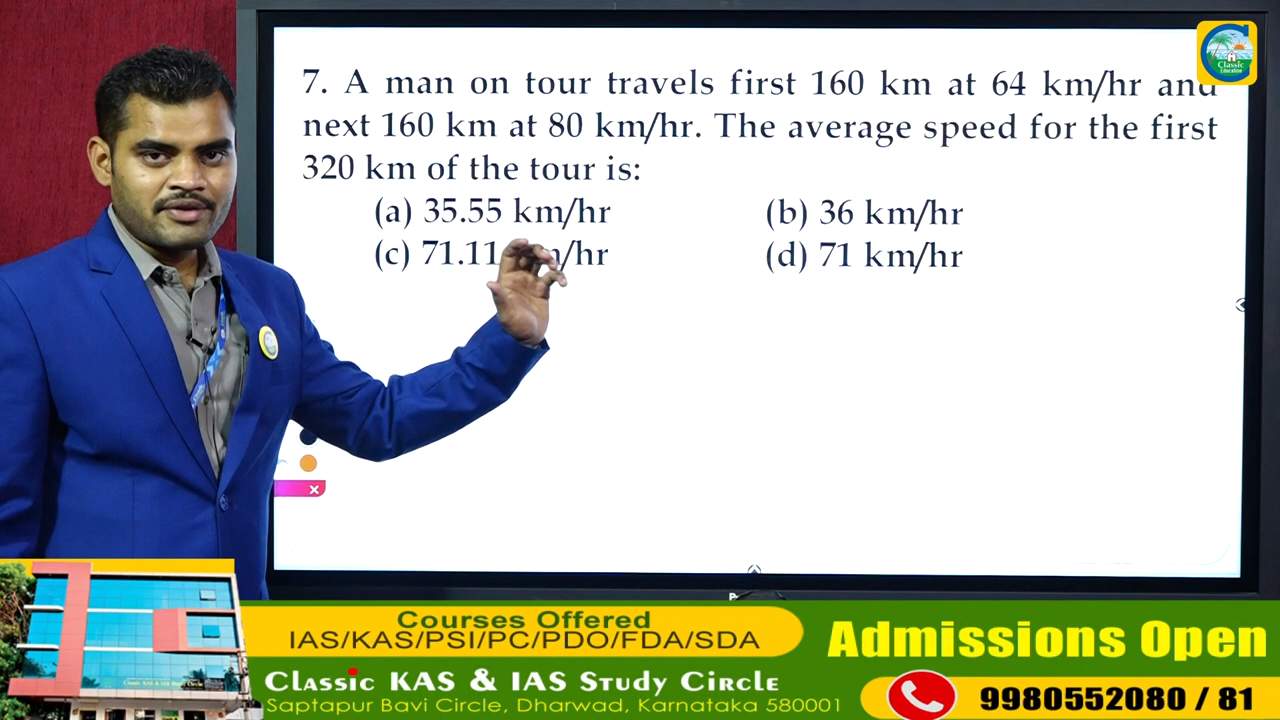 7. A man on tour travels first 160 km at 64 km/hr and
next 160 km at 80 km/hr. The average speed for the first
320 km of the tour is:
(a) 35.55 km/hr (b) 36 km/hr
(c) 71.11 km/hr (d) 71 km/hr
Classic
Education
Courses Offered
IAS/KAS/PSI/PC/PDO/FDA/SDA
Admissions Open
Classic KAS & IAS Study Circle
Saptapur Bavi Circle, Dharwad, Karnataka 580001
9980552080 / 81